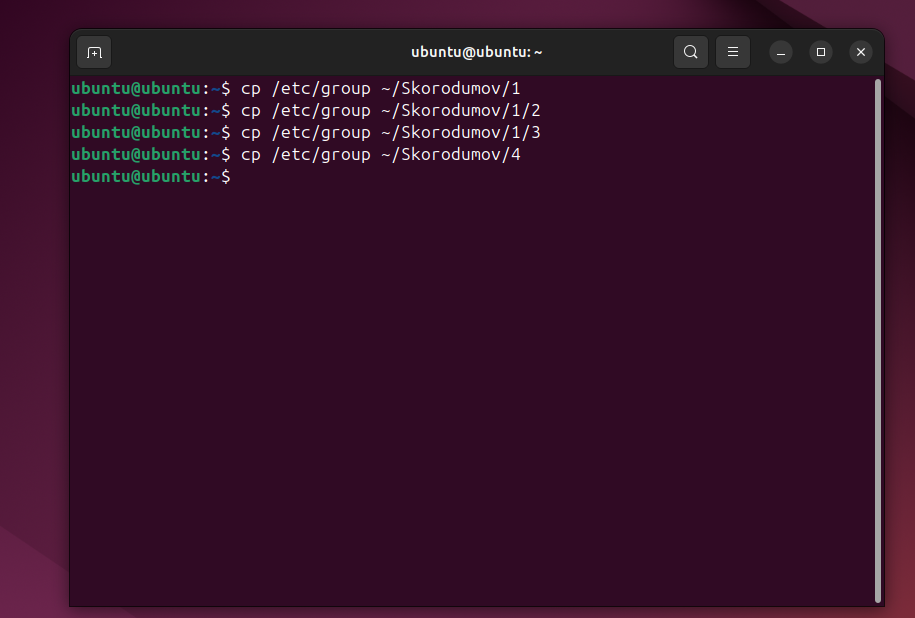 ubuntu@ubuntu: ~
ubuntu@ubuntu:~$ cp /etc/group ~/Skorodumov/1
ubuntu@ubuntu:~$ cp /etc/group ~/Skorodumov/1/2
ubuntu@ubuntu:~$ cp /etc/group ~/Skorodumov/1/3
ubuntu@ubuntu:~$ cp /etc/group ~/Skorodumov/4
ubuntu@ubuntu:~$